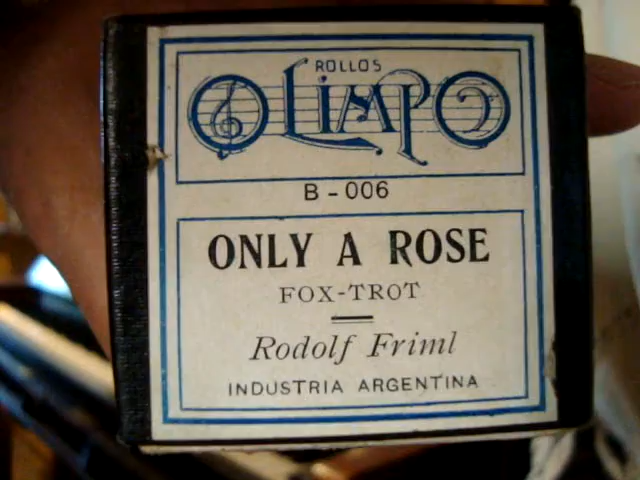 ROLLOS
OLIMPO
B - 006
ONLY A ROSE
FOX-TROT
Rodolf Friml
INDUSTRIA ARGENTINA